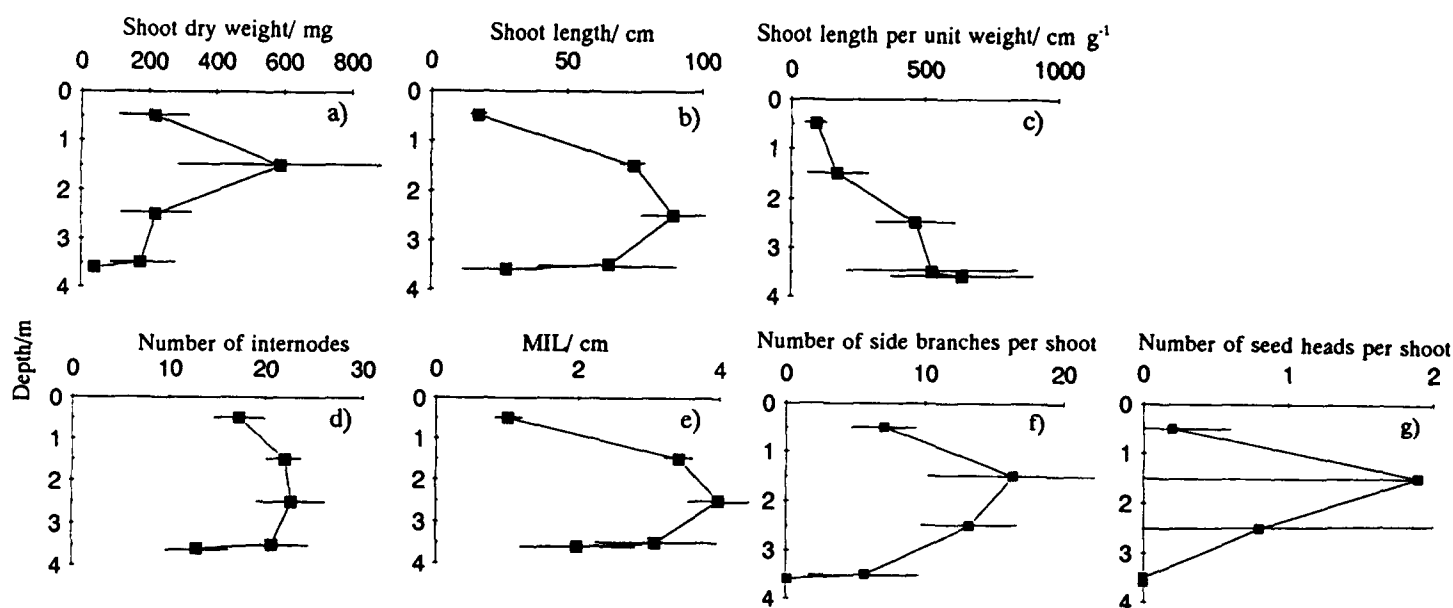 Shoot dry weight/ mg
0 200 400 600 800
0
1
2
3
4
a)
Shoot length/ cm
0 50 100
0
1
2
3
4
b)
Shoot length per unit weight/ cm g⁻¹
0 500 1000
0
1
2
3
4
c)
Depth/m
Number of internodes
0 10 20 30
0
1
2
3
4
d)
MIL/ cm
0 2 4
0
1
2
3
4
e)
Number of side branches per shoot
0 10 20
0
1
2
3
4
f)
Number of seed heads per shoot
0 1 2
0
1
2
3
4
g)